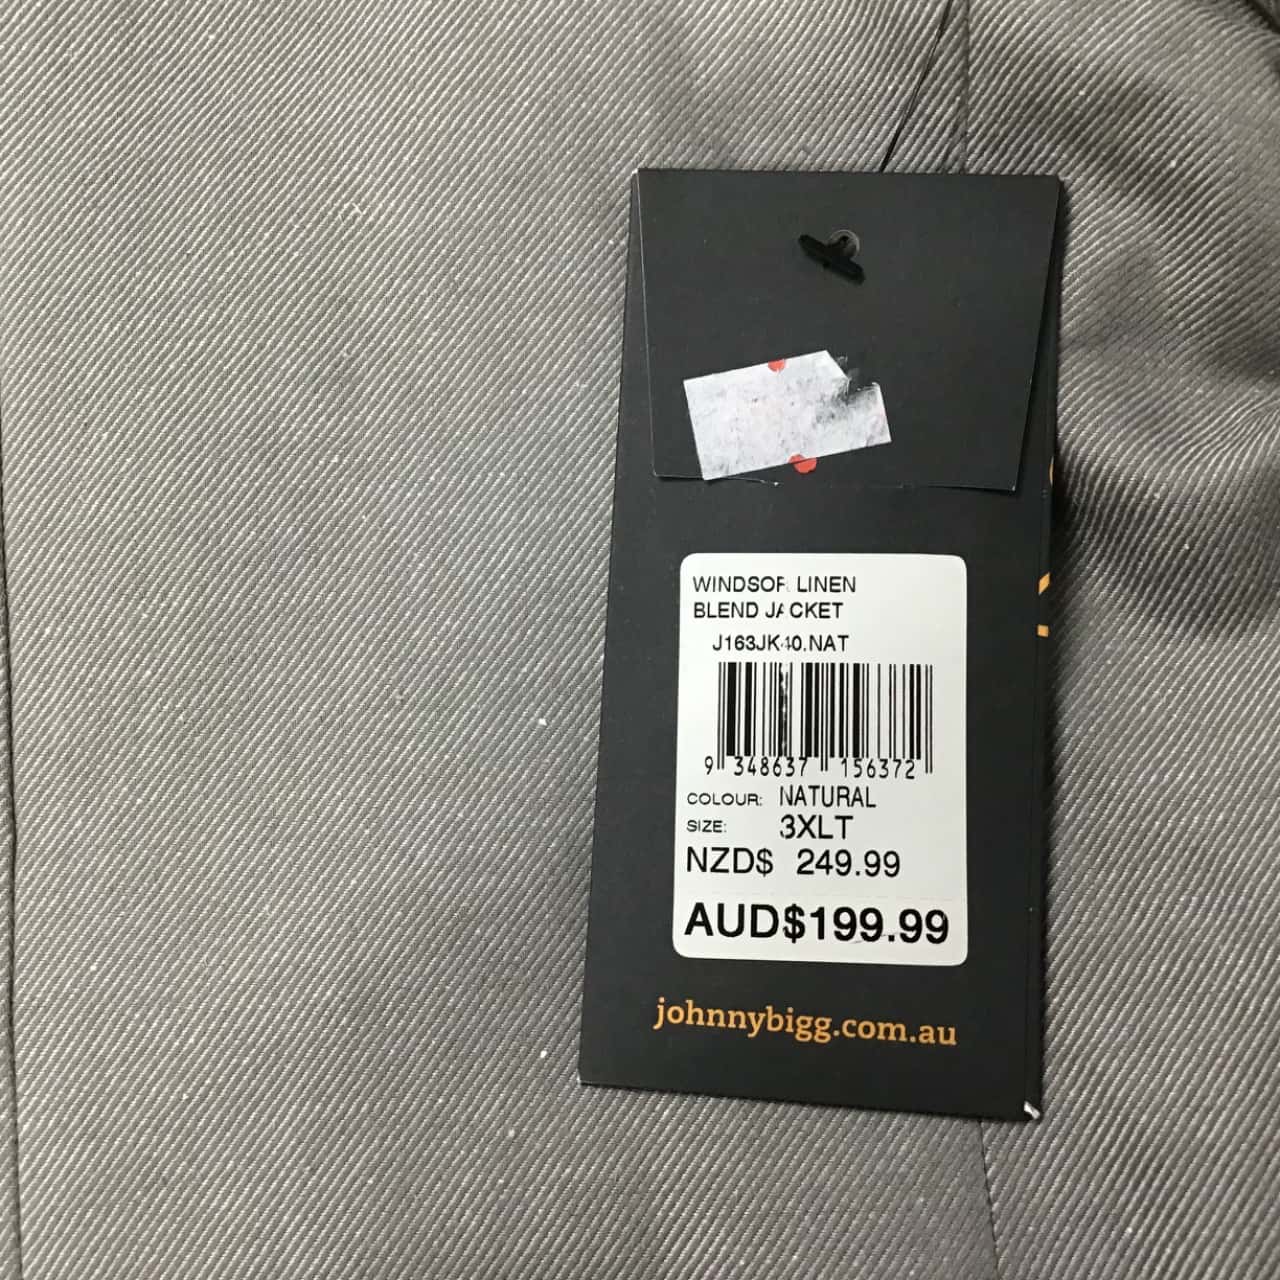 WINDSOR LINEN
BLEND JACKET
J163JK40.NAT
9 348637 156372
COLOUR: NATURAL
SIZE: 3XLT
NZD$ 249.99
AUD$199.99
johnnybigg.com.au